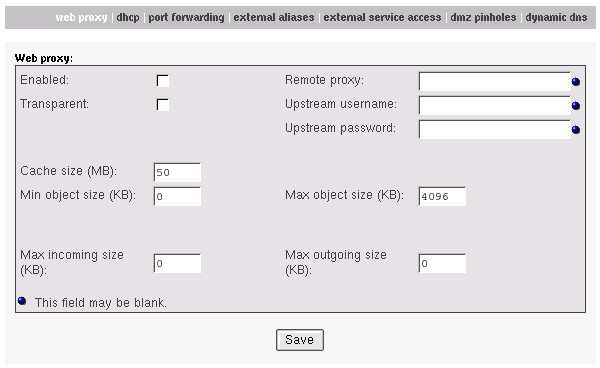 web proxy | dhcp | port forwarding | external aliases | external service access | dmz pinholes | dynamic dns
Web proxy:
Enabled: Remote proxy:
Transparent: Upstream username:
Upstream password:
Cache size (MB): 50
Min object size (KB): 0 Max object size (KB): 4096
Max incoming size (KB): 0 Max outgoing size (KB): 0
This field may be blank.
Save